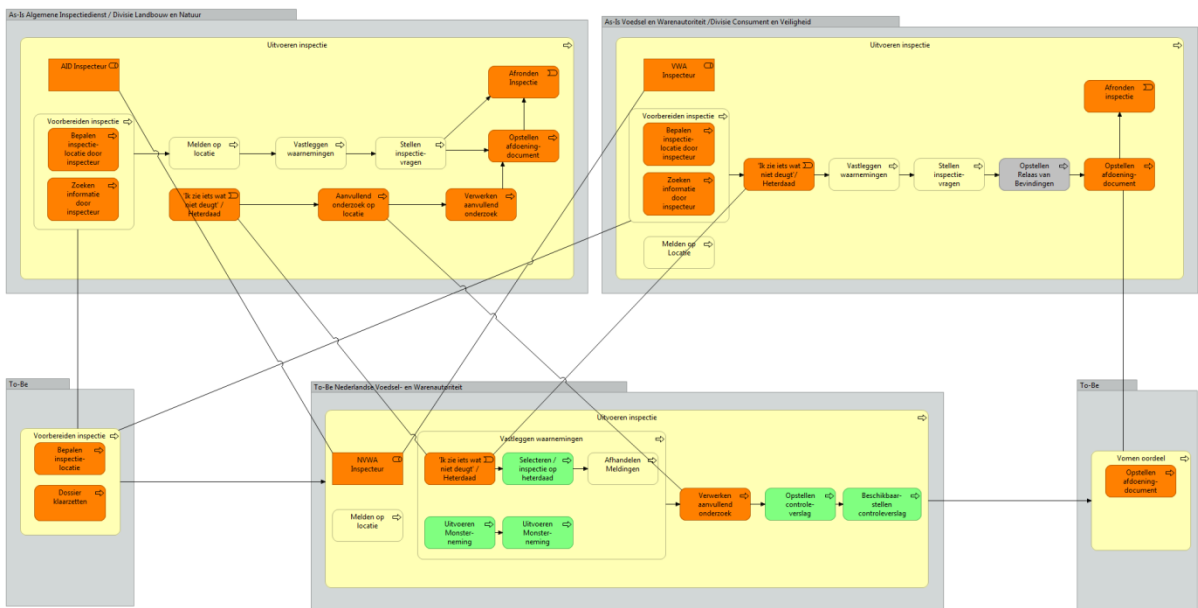 As-Is Algemene Inspectiedienst / Divisie Landbouw en Natuur
Uitvoeren inspectie
AID Inspecteur
Afronden
Inspectie
Voorbereiden inspectie
Bepalen
inspectie-
locatie door
inspecteur
Zoeken
informatie
door
inspecteur
Melden op
locatie
Vastleggen
waarnemingen
Stellen
inspectie-
vragen
Opstellen
afdoening-
document
'Ik zie iets wat
niet deugt' /
Heterdaad
Aanvullend
onderzoek op
locatie
Verwerken
aanvullend
onderzoek
As-Is Voedsel en Warenautoriteit /Divisie Consument en Veiligheid
Uitvoeren inspectie
VWA
Inspecteur
Afronden
inspectie
Voorbereiden inspectie
Bepalen
inspectie-
locatie door
inspecteur
Zoeken
informatie
door
inspecteur
'Ik zie iets wat
niet deugt'/
Heterdaad
Vastleggen
waarnemingen
Stellen
inspectie-
vragen
Opstellen
Relaas van
Bevindingen
Opstellen
afdoening-
document
Melden op
Locatie
To-Be
Voorbereiden inspectie
Bepalen
inspectie-
locatie
Dossier
klaarzetten
To-Be Nederlandse Voedsel- en Warenautoriteit
Uitvoeren inspectie
NVWA
Inspecteur
Melden op
locatie
Vastleggen waarnemingen
'Ik zie iets wat
niet deugt' /
Heterdaad
Selecteren /
inspectie op
heterdaad
Afhandelen
Meldingen
Uitvoeren
Monster-
neming
Uitvoeren
Monster-
neming
Verwerken
aanvullend
onderzoek
Opstellen
controle-
verslag
Beschikbaar-
stellen
controleverslag
To-Be
Vomen oordeel
Opstellen
afdoening-
document